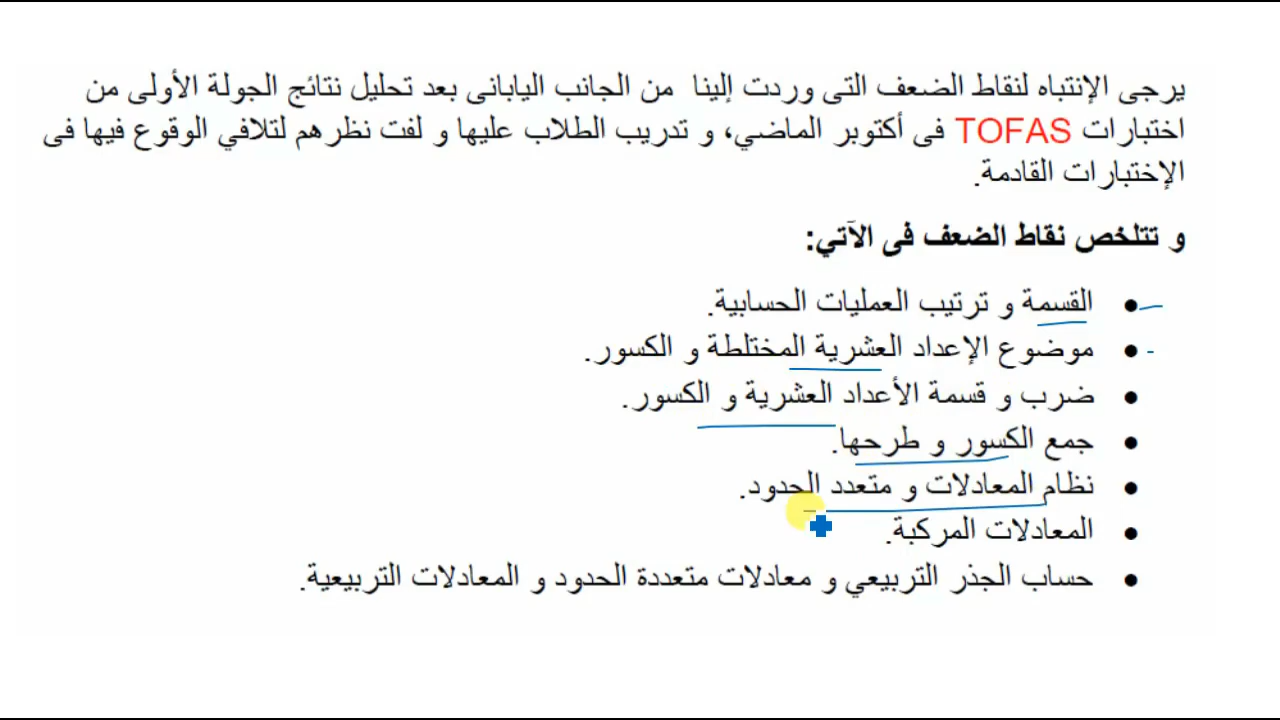 يرجى الإنتباه لنقاط الضعف التى وردت إلينا من الجانب اليابانى بعد تحليل نتائج الجولة الأولى من
اختبارات TOFAS فى أكتوبر الماضي، و تدريب الطلاب عليها و لفت نظرهم لتلافي الوقوع فيها فى
الإختبارات القادمة.
و تتلخص نقاط الضعف فى الآتي:
• القسمة و ترتيب العمليات الحسابية.
• موضوع الإعداد العشرية المختلطة و الكسور.
• ضرب و قسمة الأعداد العشرية و الكسور.
• جمع الكسور و طرحها.
• نظام المعادلات و متعدد الحدود.
• المعادلات المركبة.
• حساب الجذر التربيعي و معادلات متعددة الحدود و المعادلات التربيعية.